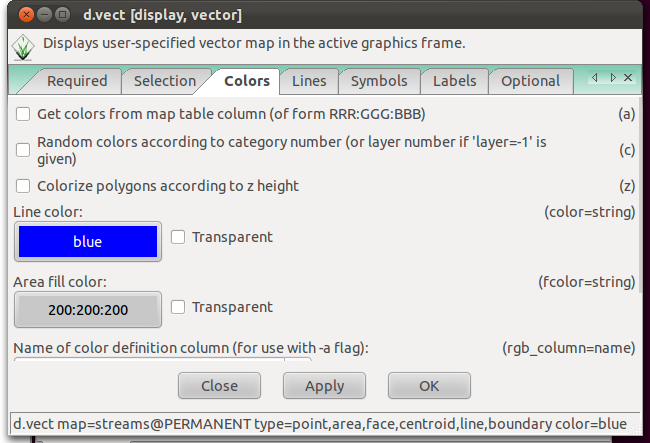 d.vect [display, vector]
Displays user-specified vector map in the active graphics frame.
Required Selection Colors Lines Symbols Labels Optional
Get colors from map table column (of form RRR:GGG:BBB) (a)
Random colors according to category number (or layer number if 'layer=-1' is
given) (c)
Colorize polygons according to z height (z)
Line color: (color=string)
blue Transparent
Area fill color: (fcolor=string)
200:200:200 Transparent
Name of color definition column (for use with -a flag): (rgb_column=name)
Close Apply OK
d.vect map=streams@PERMANENT type=point,area,face,centroid,line,boundary color=blue